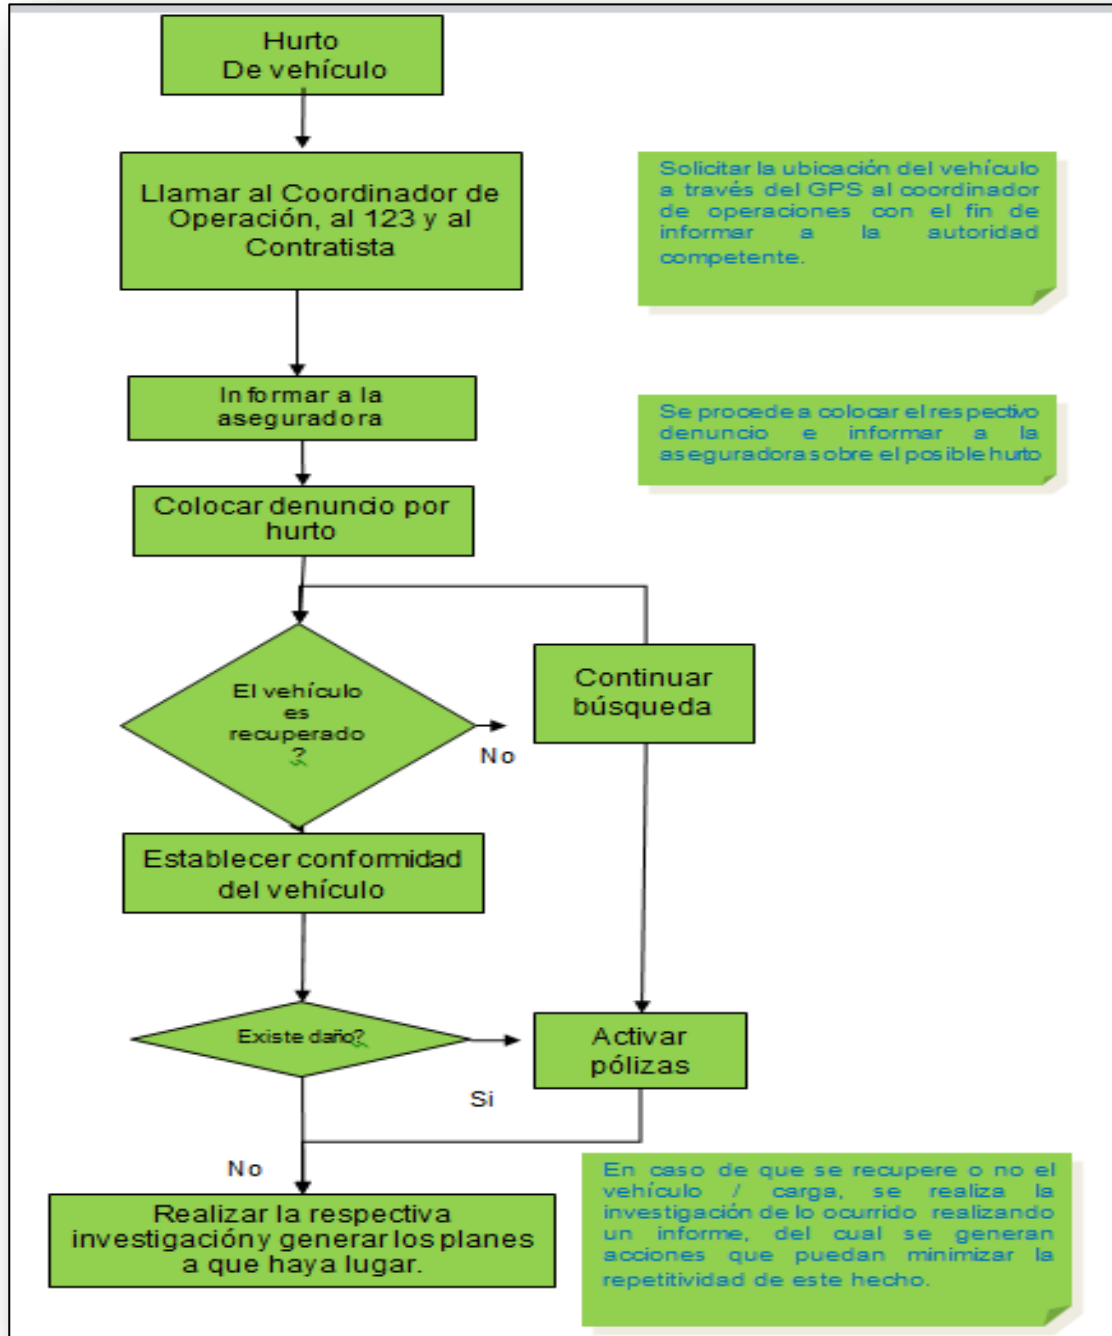 Hurto
De vehículo
Llamar al Coordinador de
Operación, al 123 y al
Contratista
Solicitar la ubicación del vehículo
a través del GPS al coordinador
de operaciones con el fin de
informar a la autoridad
competente.
Informar a la
aseguradora
Se procede a colocar el respectivo
denuncio e informar a la
aseguradora sobre el posible hurto
Colocar denuncio por
hurto
El vehículo
es
recuperado
?
No
Continuar
búsqueda
Establecer conformidad
del vehículo
Existe daño?
Si
Activar
pólizas
No
Realizar la respectiva
investigación y generar los planes
a que haya lugar.
En caso de que se recupere o no el
vehículo / carga, se realiza la
investigación de lo ocurrido realizando
un informe, del cual se generan
acciones que puedan minimizar la
repetitividad de este hecho.